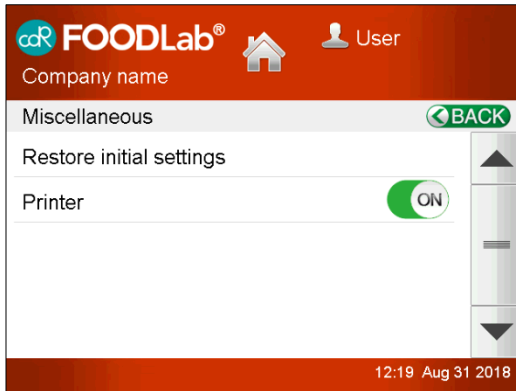 cdR FOODLab®
User
Company name
Miscellaneous
BACK
Restore initial settings
Printer
ON
12:19 Aug 31 2018